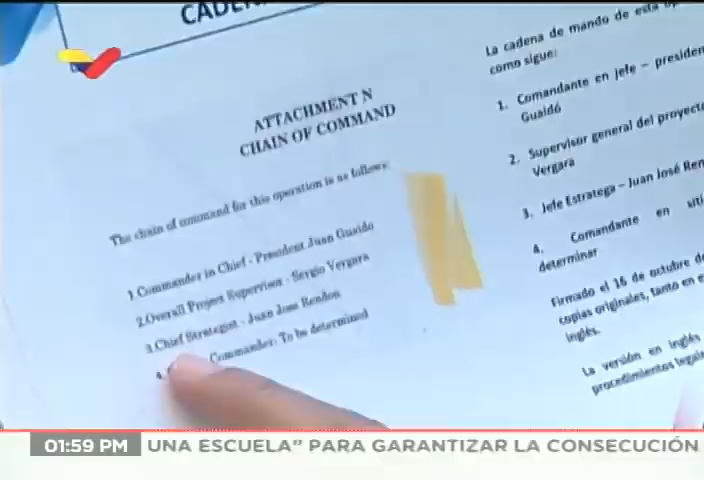 ATTACHMENT N
CHAIN OF COMMAND
The chain of command for this operation is as follows:
1.Commander in Chief - President Juan Guaido
2.Overall Project Supervisor - Sergio Vergara
3.Chief Strategist - Juan Jose Rendon
4. Commander: To be determined
La cadena de mando de esta
como sigue:
1. Comandante en jefe – presiden
Guaidó
2. Supervisor general del proyecto
Vergara
3. Jefe Estratega – Juan José Ren
4. Comandante en siti
determinar
Firmado el 16 de octubre de
copias originales, tanto en e
inglés.
La versión en inglés
procedimientos legale
01:59 PM UNA ESCUELA” PARA GARANTIZAR LA CONSECUCIÓN